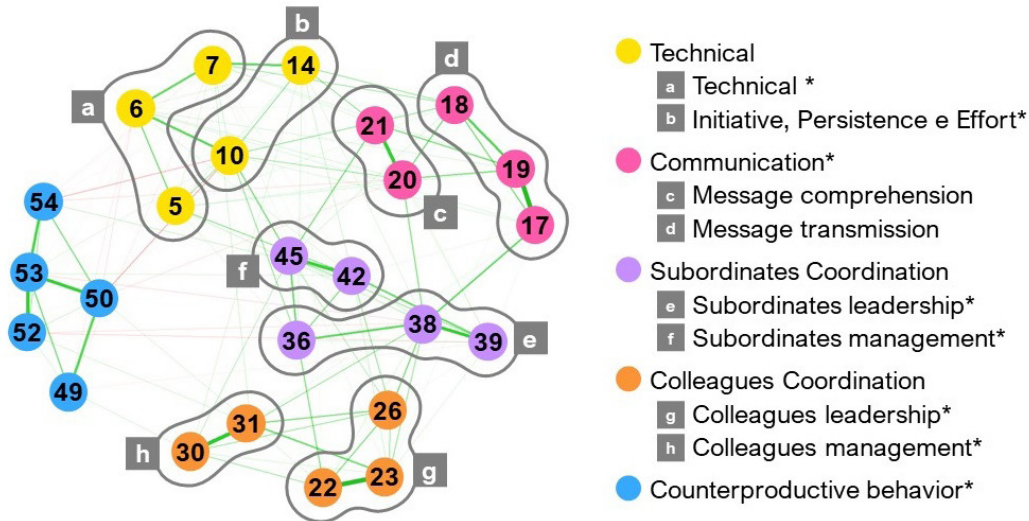 b
7
14
d
a
6
18
21
10
19
20
5
c
17
54
45
f
42
53
50
38
52
36
39
e
49
26
31
h
30
23
g
22
Technical
a Technical *
b Initiative, Persistence e Effort*
Communication*
c Message comprehension
d Message transmission
Subordinates Coordination
e Subordinates leadership*
f Subordinates management*
Colleagues Coordination
g Colleagues leadership*
h Colleagues management*
Counterproductive behavior*